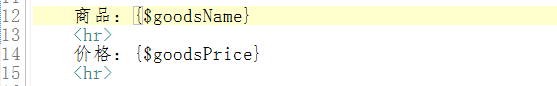 12 商品：{$goodsName}
13 <hr>
14 价格：{$goodsPrice}
15 <hr>